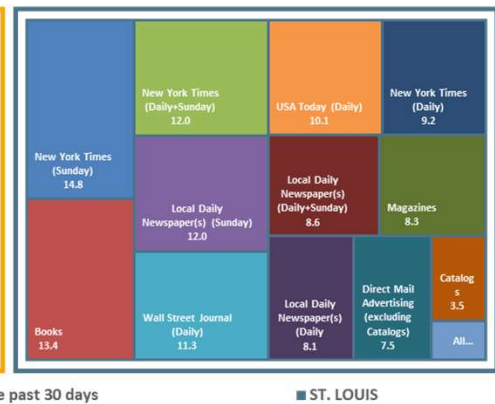 New York Times
(Sunday)
14.8
Books
13.4
New York Times
(Daily+Sunday)
12.0
Local Daily
Newspaper(s) (Sunday)
12.0
Wall Street Journal
(Daily)
11.3
USA Today (Daily)
10.1
New York Times
(Daily)
9.2
Local Daily
Newspaper(s)
(Daily+Sunday)
8.6
Magazines
8.3
Local Daily
Newspaper(s)
(Daily
8.1
Direct Mail
Advertising
(excluding
Catalogs)
7.5
Catalog
s
3.5
All...
e past 30 days
ST. LOUIS